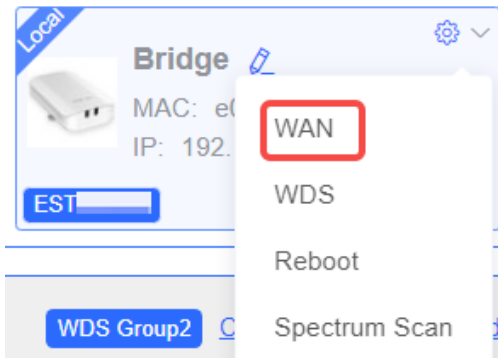 Local
Bridge
MAC: e0
IP: 192.
EST
WAN
WDS
Reboot
Spectrum Scan
WDS Group2